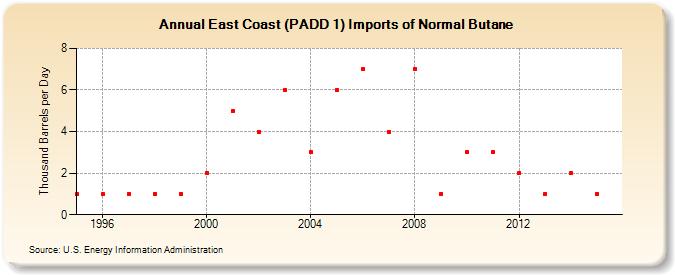 Annual East Coast (PADD 1) Imports of Normal Butane
Thousand Barrels per Day
8
6
4
2
0
1996 2000 2004 2008 2012
Source: U.S. Energy Information Administration